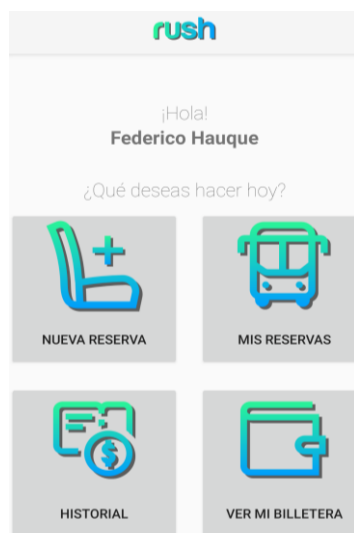 rush
¡Hola!
Federico Hauque
¿Qué deseas hacer hoy?
NUEVA RESERVA
MIS RESERVAS
HISTORIAL
VER MI BILLETERA